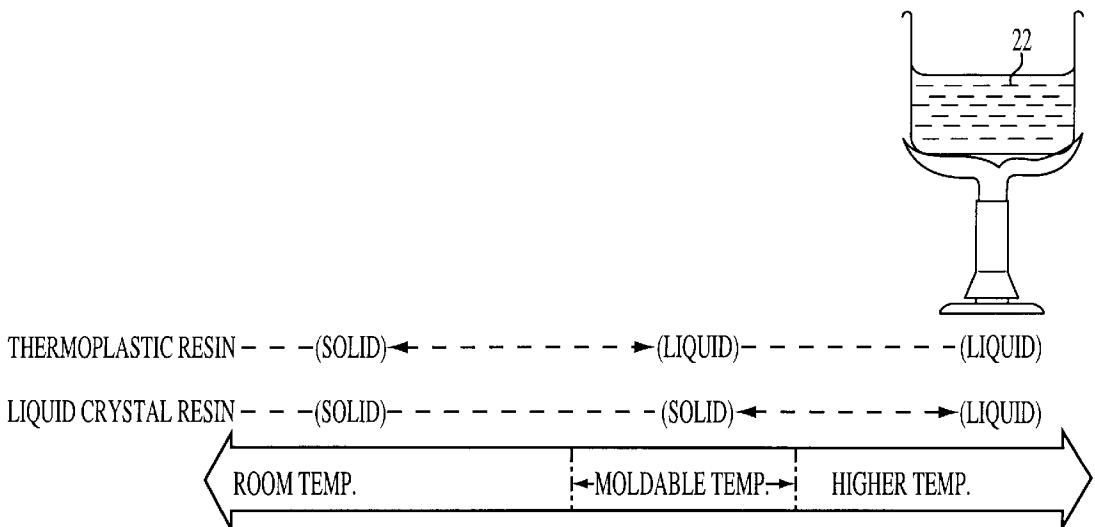 22
THERMOPLASTIC RESIN (SOLID) (LIQUID) (LIQUID)
LIQUID CRYSTAL RESIN (SOLID) (SOLID) (LIQUID)
ROOM TEMP. MOLDABLE TEMP. HIGHER TEMP.